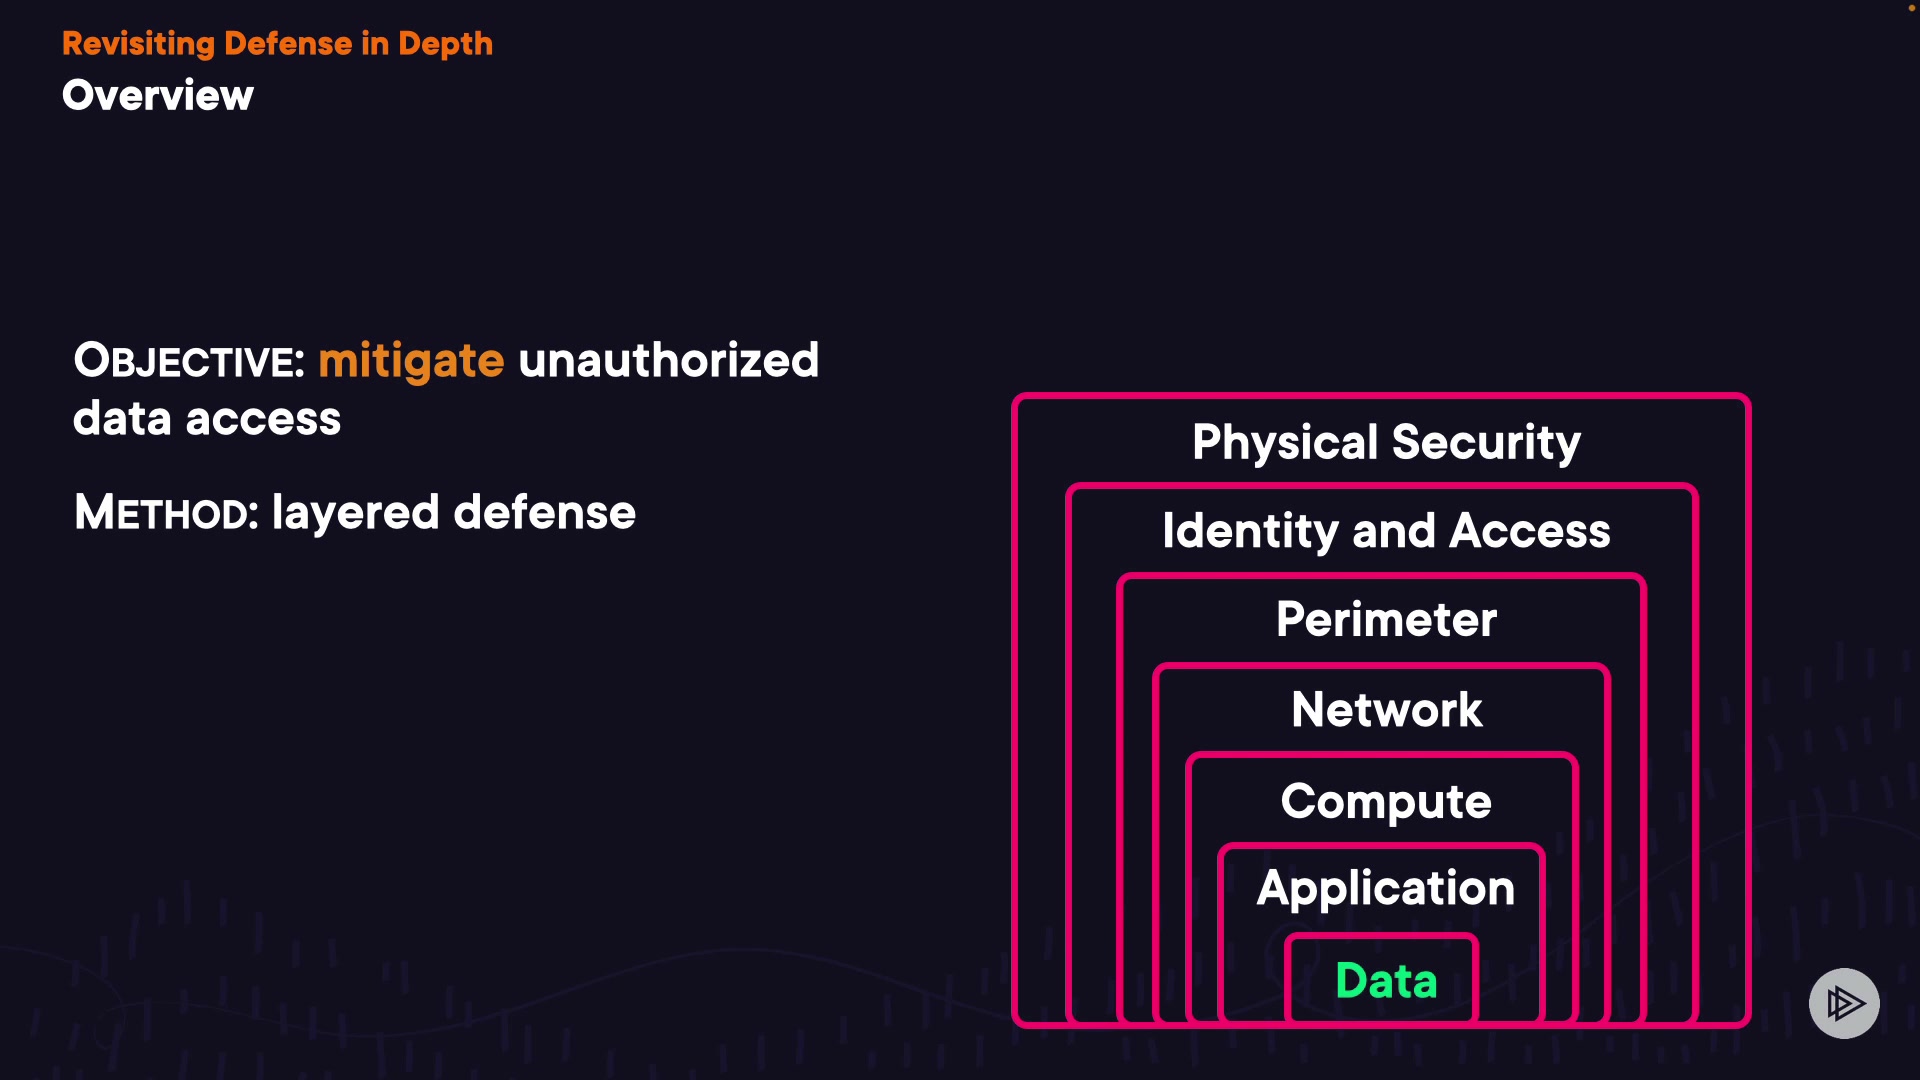 Revisiting Defense in Depth
Overview
OBJECTIVE: mitigate unauthorized
data access
METHOD: layered defense
Physical Security
Identity and Access
Perimeter
Network
Compute
Application
Data